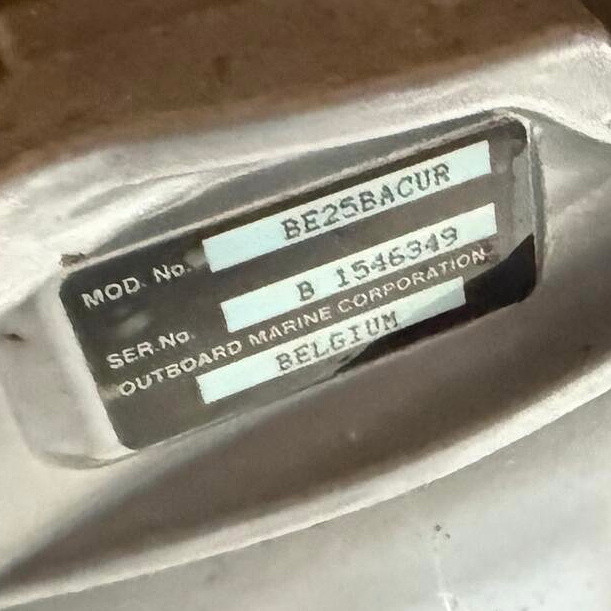 MOD. No. BE25BACUR
SER.No. B 1546349
OUTBOARD MARINE CORPORATION
BELGIUM